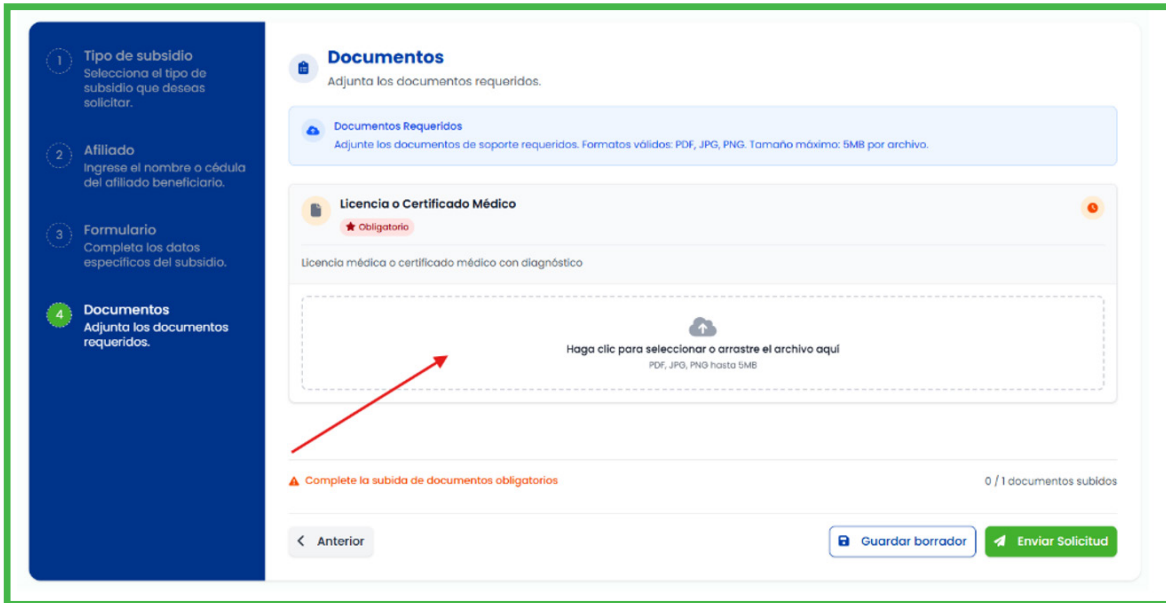 1
Tipo de subsidio
Selecciona el tipo de
subsidio que deseas
solicitar.
2
Afiliado
Ingrese el nombre o cédula
del afiliado beneficiario.
3
Formulario
Completa los datos
específicos del subsidio.
4
Documentos
Adjunta los documentos
requeridos.
Documentos
Adjunta los documentos requeridos.
Documentos Requeridos
Adjunte los documentos de soporte requeridos. Formatos válidos: PDF, JPG, PNG. Tamaño máximo: 5MB por archivo.
Licencia o Certificado Médico
Obligatorio
Licencia médica o certificado médico con diagnóstico
Haga clic para seleccionar o arrastre el archivo aquí
PDF, JPG, PNG hasta 5MB
Complete la subida de documentos obligatorios
0 / 1 documentos subidos
Anterior
Guardar borrador
Enviar Solicitud